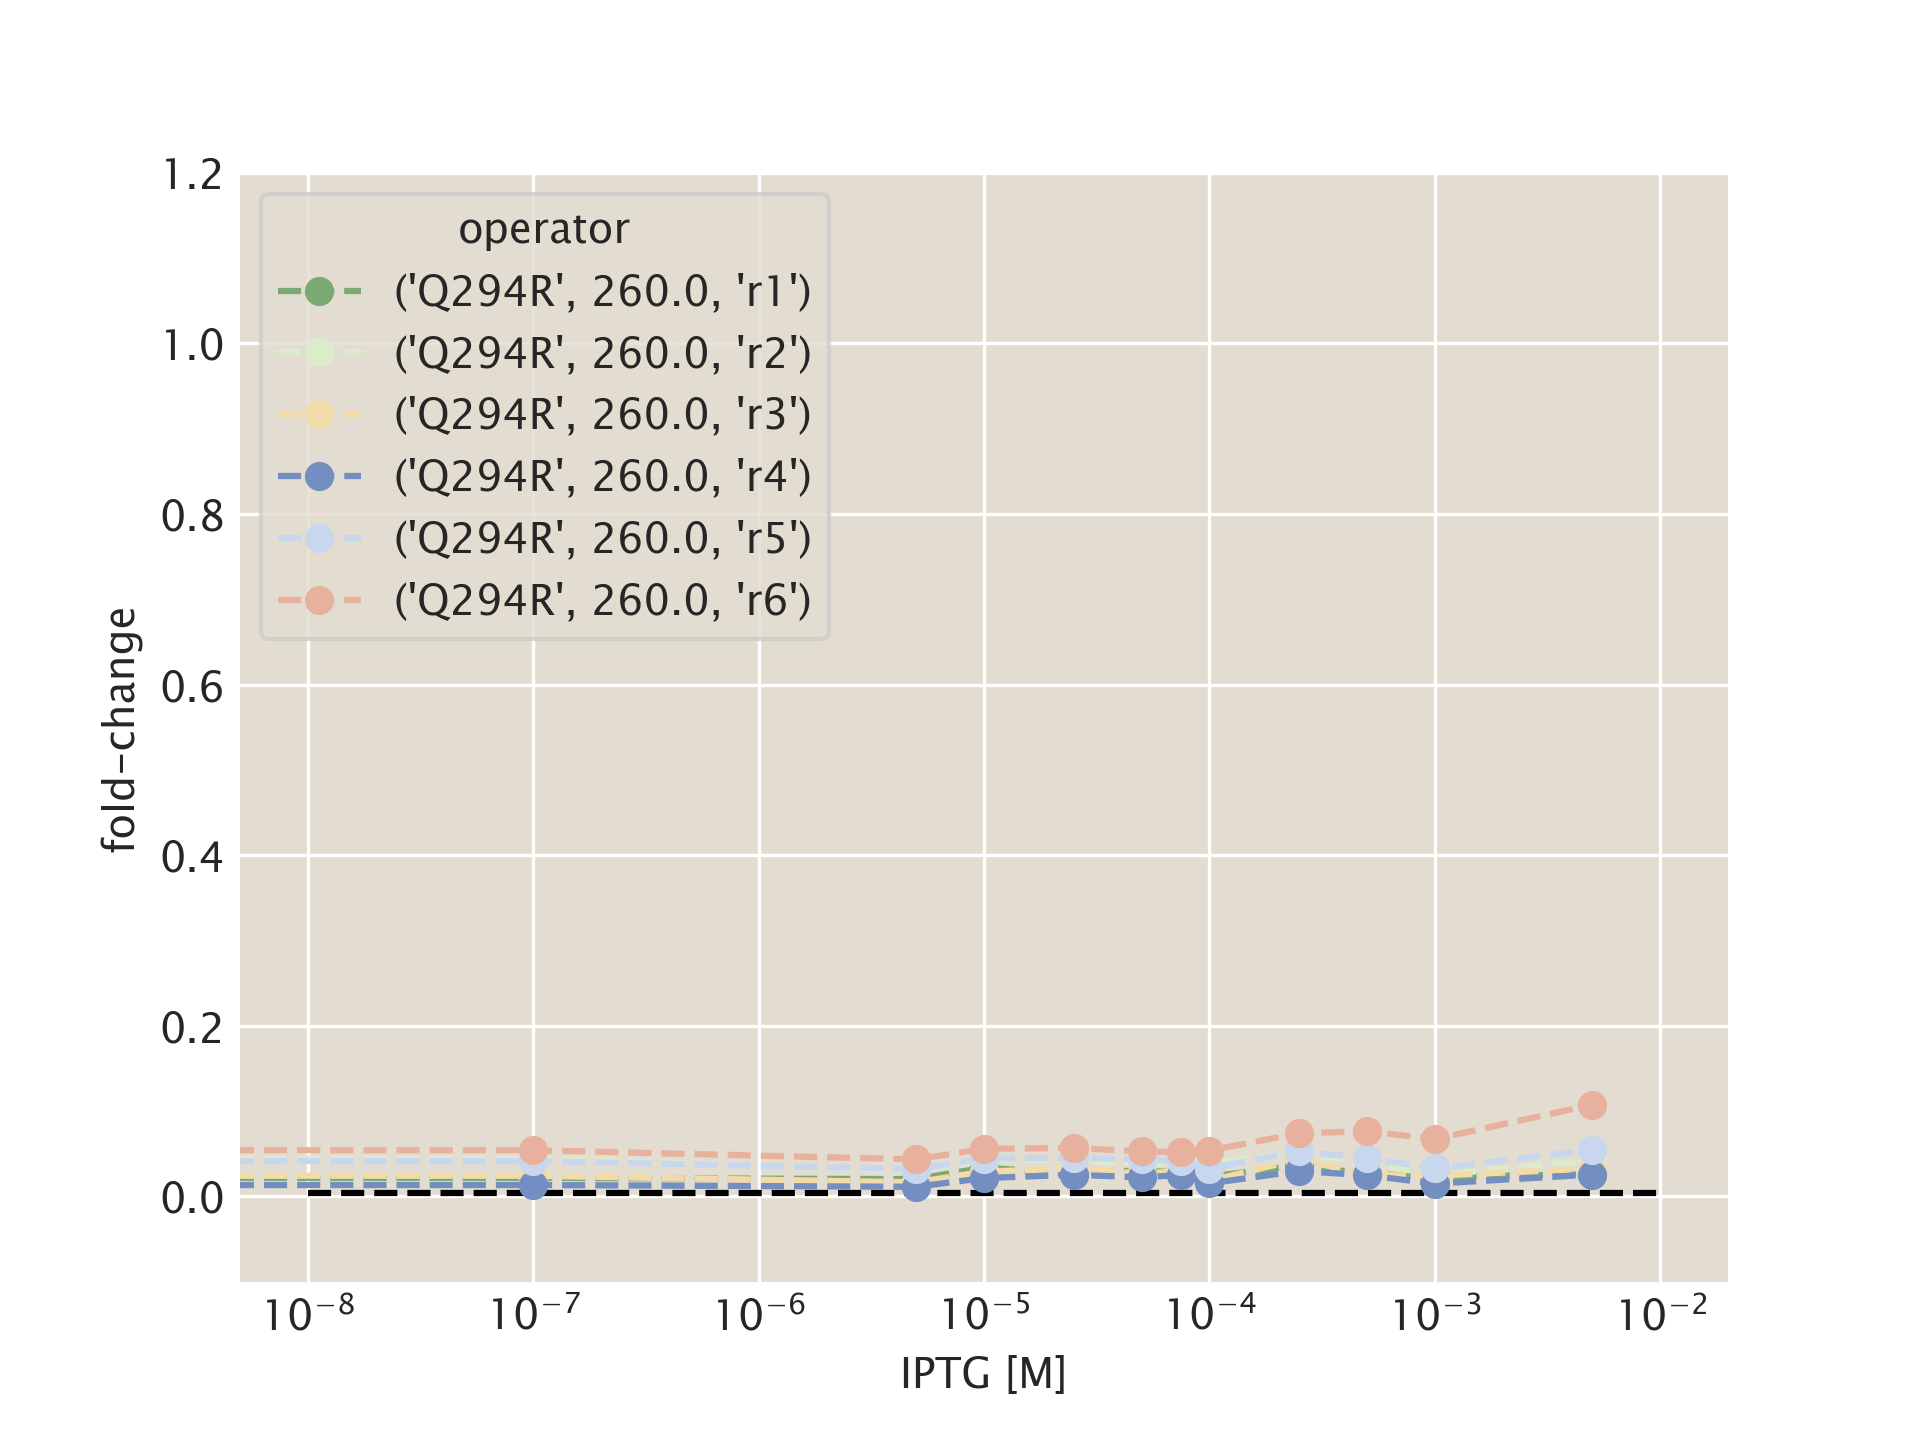 1.2
1.0
0.8
0.6
0.4
0.2
0.0
fold-change
operator
('Q294R', 260.0, 'r1')
('Q294R', 260.0, 'r2')
('Q294R', 260.0, 'r3')
('Q294R', 260.0, 'r4')
('Q294R', 260.0, 'r5')
('Q294R', 260.0, 'r6')
10⁻⁸ 10⁻⁷ 10⁻⁶ 10⁻⁵ 10⁻⁴ 10⁻³ 10⁻²
IPTG [M]